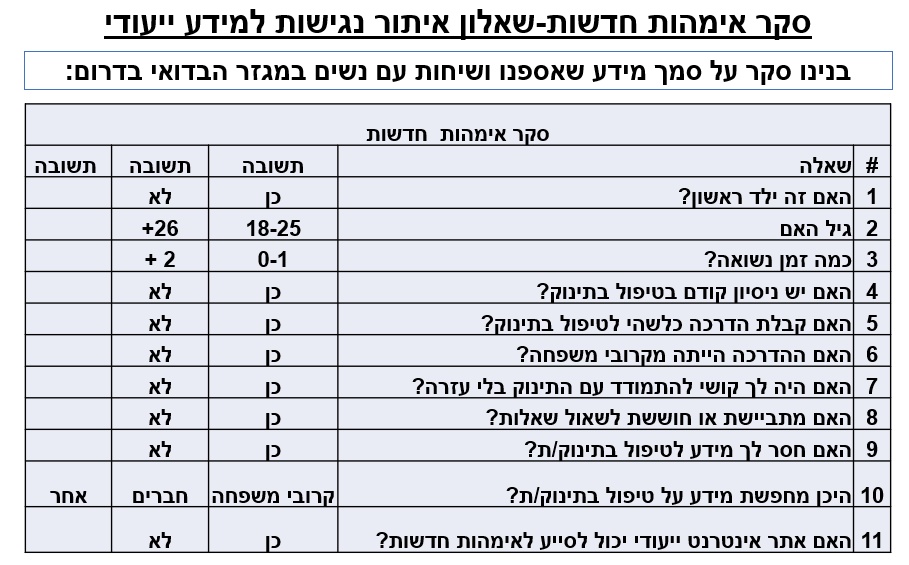 סקר אימהות חדשות-שאלון איתור נגישות למידע ייעודי
בנינו סקר על סמך מידע שאספנו ושיחות עם נשים במגזר הבדואי בדרום:
סקר אימהות חדשות
# שאלה תשובה תשובה תשובה
1 האם זה ילד ראשון? כן לא
2 גיל האם 18-25 26+
3 כמה זמן נשואה? 0-1 2 +
4 האם יש ניסיון קודם בטיפול בתינוק? כן לא
5 האם קבלת הדרכה כלשהי לטיפול בתינוק? כן לא
6 האם ההדרכה הייתה מקרובי משפחה? כן לא
7 האם היה לך קושי להתמודד עם התינוק בלי עזרה? כן לא
8 האם מתביישת או חוששת לשאול שאלות? כן לא
9 האם חסר לך מידע לטיפול בתינוק/ת? כן לא
10 היכן מחפשת מידע על טיפול בתינוק/ת? קרובי משפחה חברים אחר
11 האם אתר אינטרנט ייעודי יכול לסייע לאימהות חדשות? כן לא